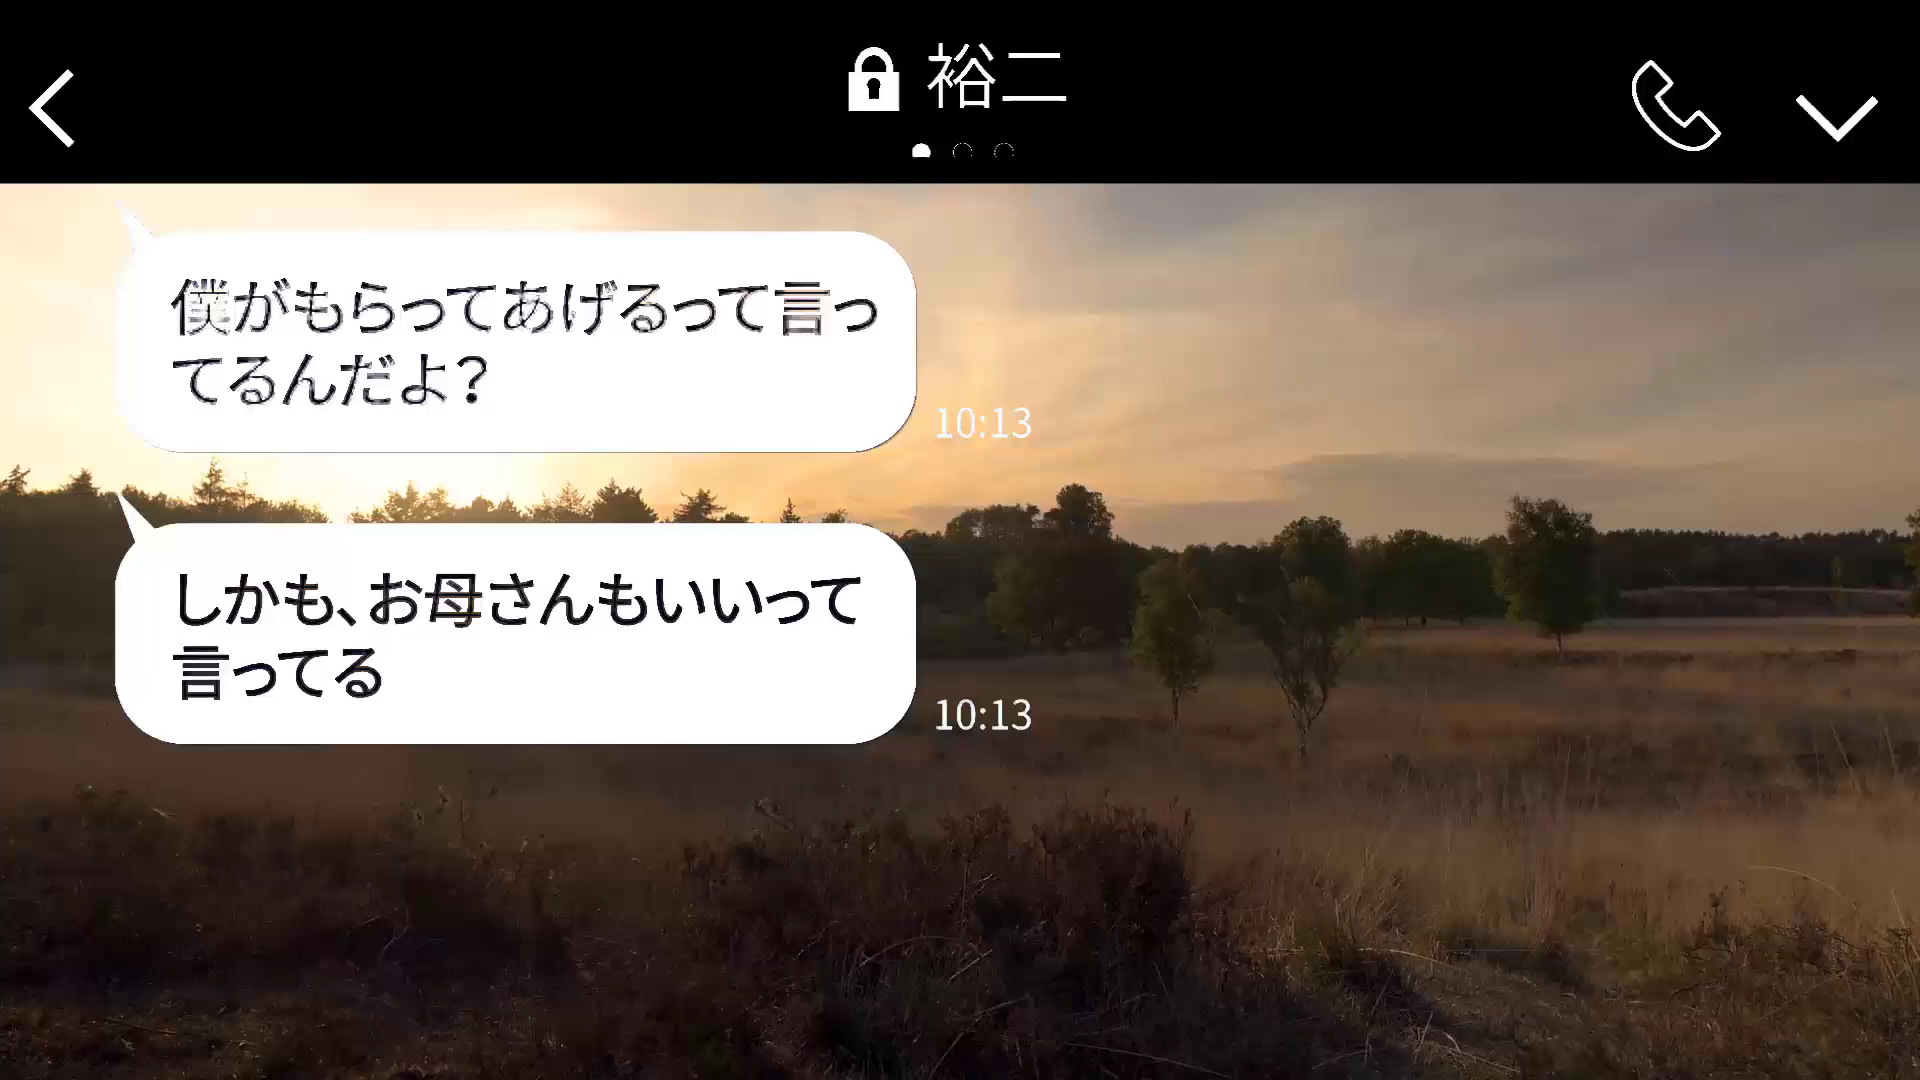 裕二
僕がもらってあげるって言っ
てるんだよ？
10:13
しかも、お母さんもいいって
言ってる
10:13